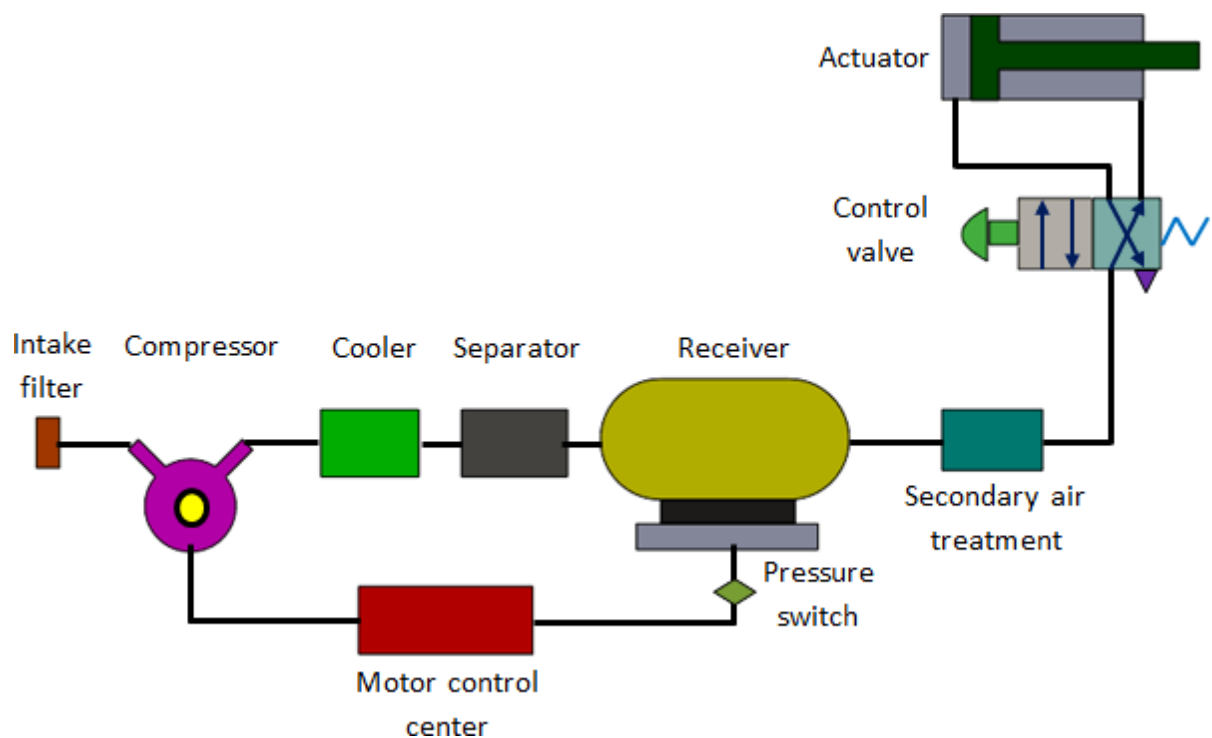 Actuator
Control
valve
Intake
filter
Compressor
Cooler
Separator
Receiver
Secondary air
treatment
Pressure
switch
Motor control
center